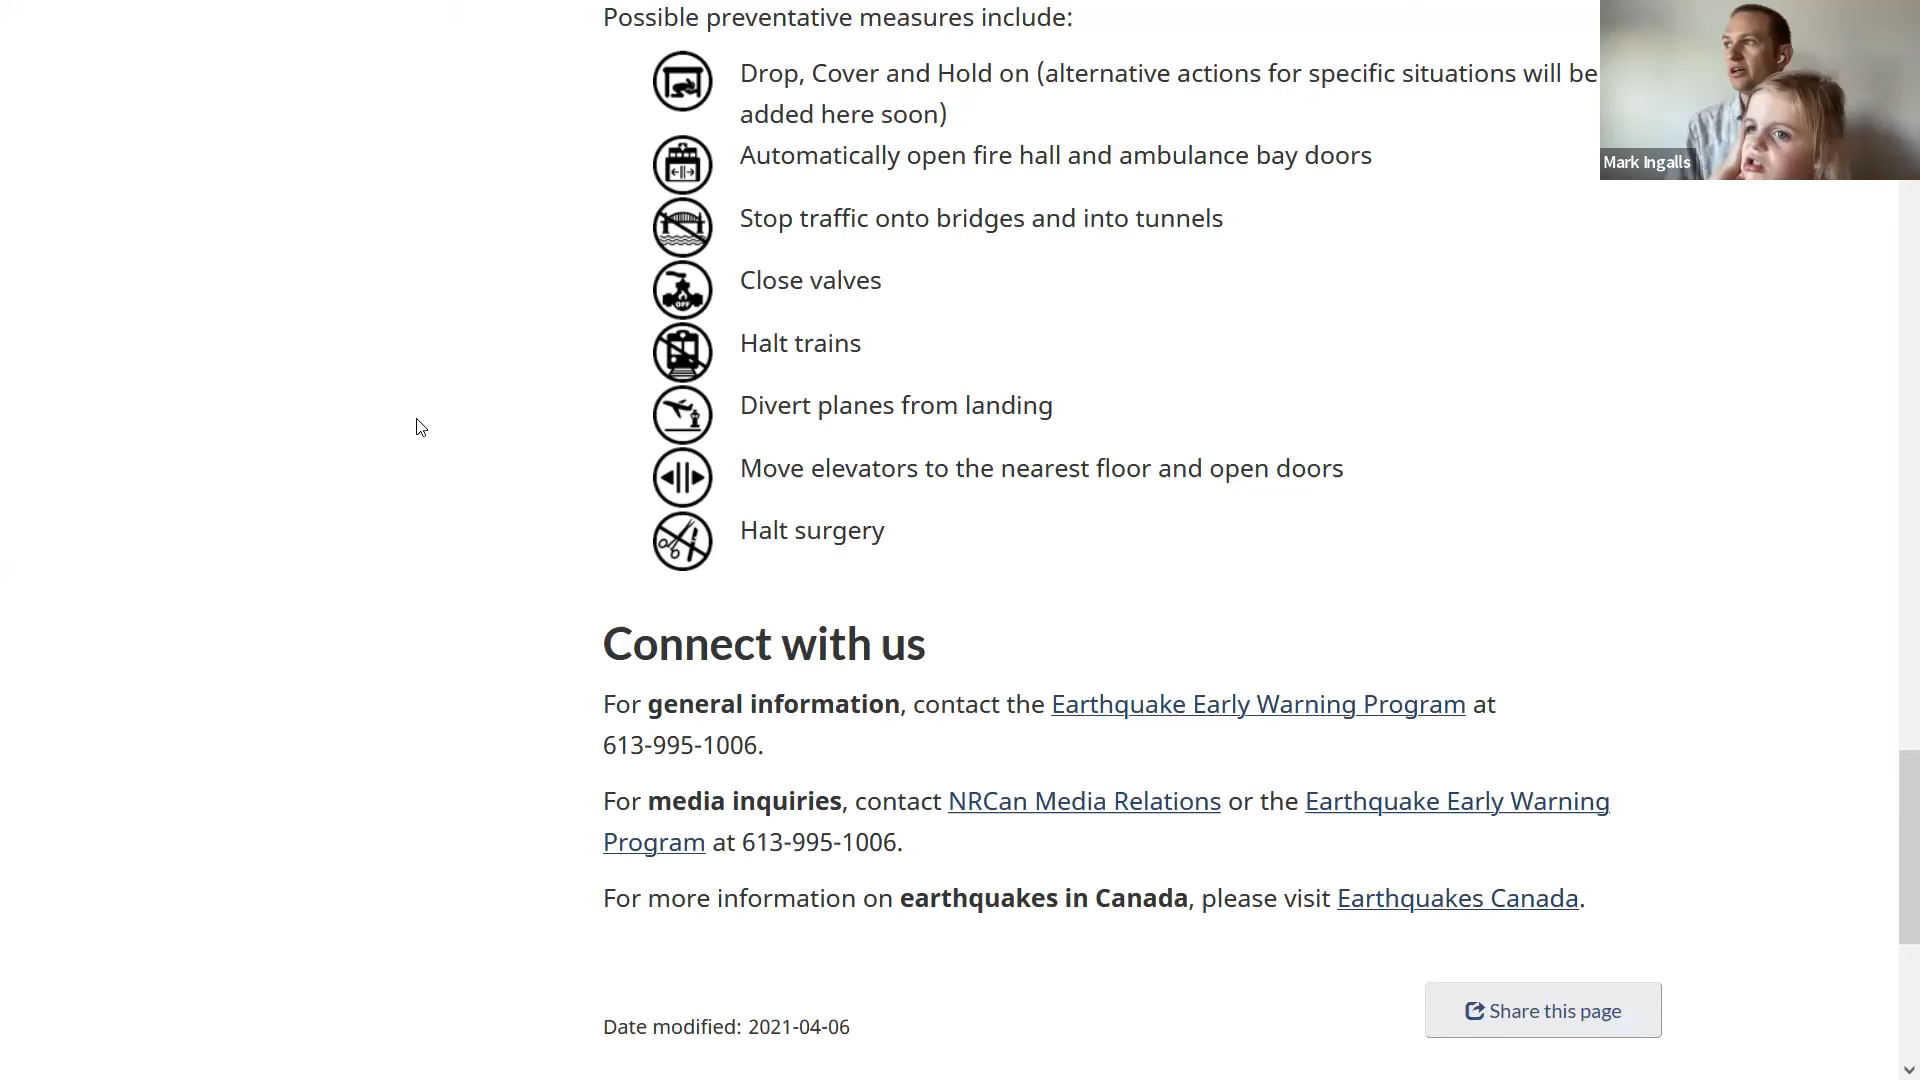 Possible preventative measures include:
Drop, Cover and Hold on (alternative actions for specific situations will be
added here soon)
Automatically open fire hall and ambulance bay doors
Stop traffic onto bridges and into tunnels
Close valves
OFF
Halt trains
Divert planes from landing
Move elevators to the nearest floor and open doors
Halt surgery
Mark Ingalls
Connect with us
For general information, contact the Earthquake Early Warning Program at
613-995-1006.
For media inquiries, contact NRCan Media Relations or the Earthquake Early Warning
Program at 613-995-1006.
For more information on earthquakes in Canada, please visit Earthquakes Canada.
Share this page
Date modified: 2021-04-06